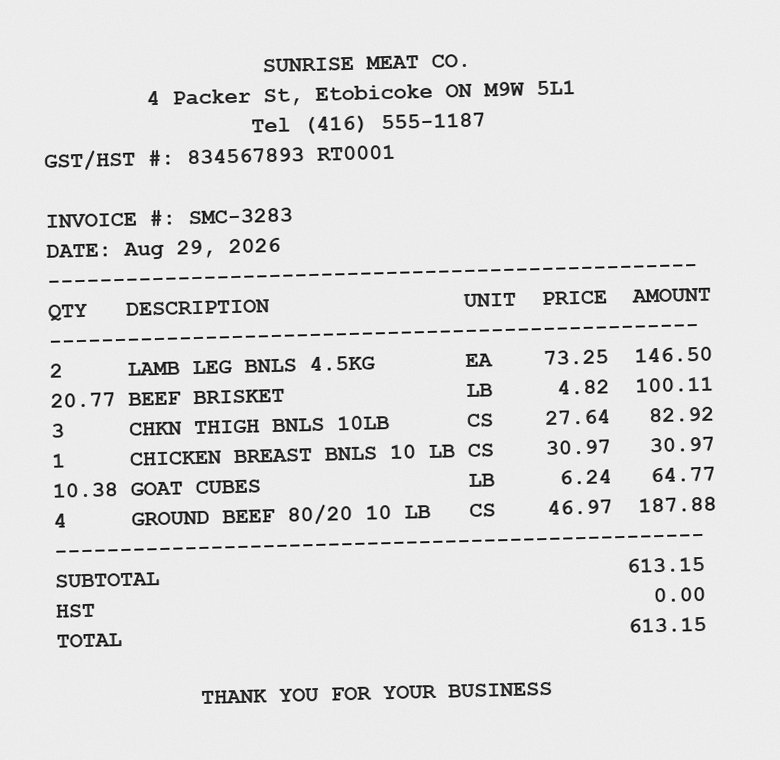 SUNRISE MEAT CO.
4 Packer St, Etobicoke ON M9W 5L1
Tel (416) 555-1187
GST/HST #: 834567893 RT0001
INVOICE #: SMC-3283
DATE: Aug 29, 2026
QTY DESCRIPTION UNIT PRICE AMOUNT
2 LAMB LEG BNLS 4.5KG EA 73.25 146.50
20.77 BEEF BRISKET LB 4.82 100.11
3 CHKN THIGH BNLS 10LB CS 27.64 82.92
1 CHICKEN BREAST BNLS 10 LB CS 30.97 30.97
10.38 GOAT CUBES LB 6.24 64.77
4 GROUND BEEF 80/20 10 LB CS 46.97 187.88
SUBTOTAL 613.15
HST 0.00
TOTAL 613.15
THANK YOU FOR YOUR BUSINESS